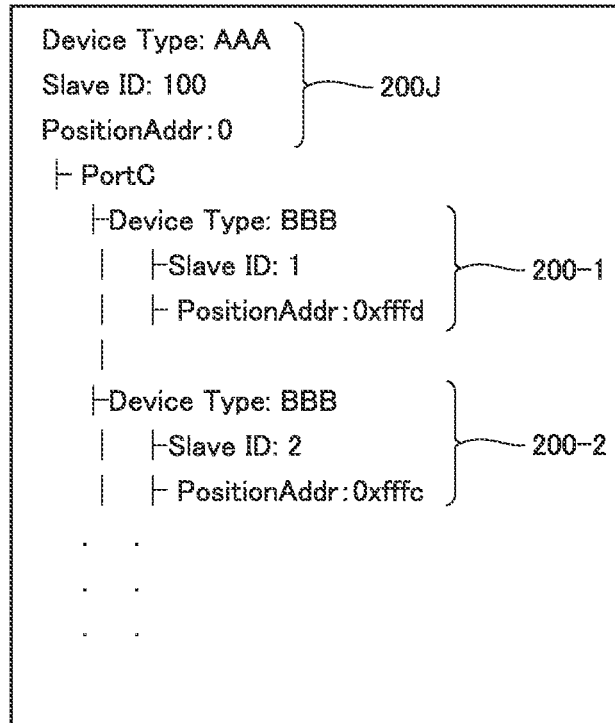 Device Type: AAA
Slave ID: 100
PositionAddr:0
200J
├ PortC
├Device Type: BBB
│ ├Slave ID: 1
│ ├ PositionAddr:0xfffd
200-1
│
├Device Type: BBB
│ ├Slave ID: 2
│ ├ PositionAddr:0xfffc
200-2
. .
. .
. .